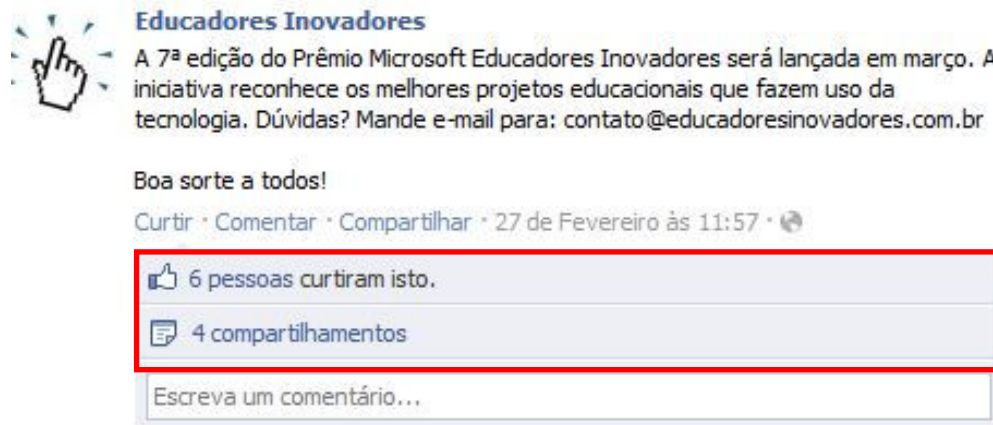 Educadores Inovadores
A 7ª edição do Prêmio Microsoft Educadores Inovadores será lançada em março. A
iniciativa reconhece os melhores projetos educacionais que fazem uso da
tecnologia. Dúvidas? Mande e-mail para: contato@educadoresinovadores.com.br
Boa sorte a todos!
Curtir · Comentar · Compartilhar · 27 de Fevereiro às 11:57 ·
6 pessoas curtiram isto.
4 compartilhamentos
Escreva um comentário...